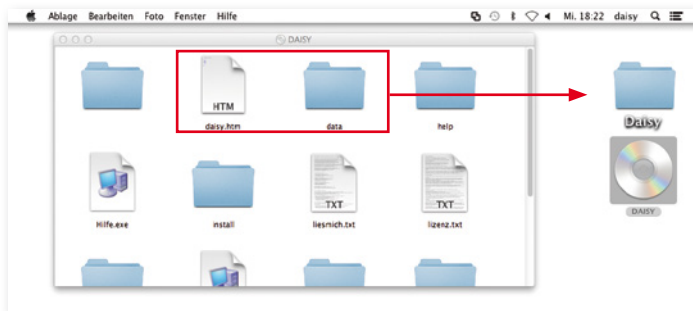 Ablage Bearbeiten Foto Fenster Hilfe Mi. 18:22 daisy
DAISY
HTM
daisy.htm data help
Daisy
TXT TXT
Hilfe.exe install liesmich.txt lizenz.txt
DAISY